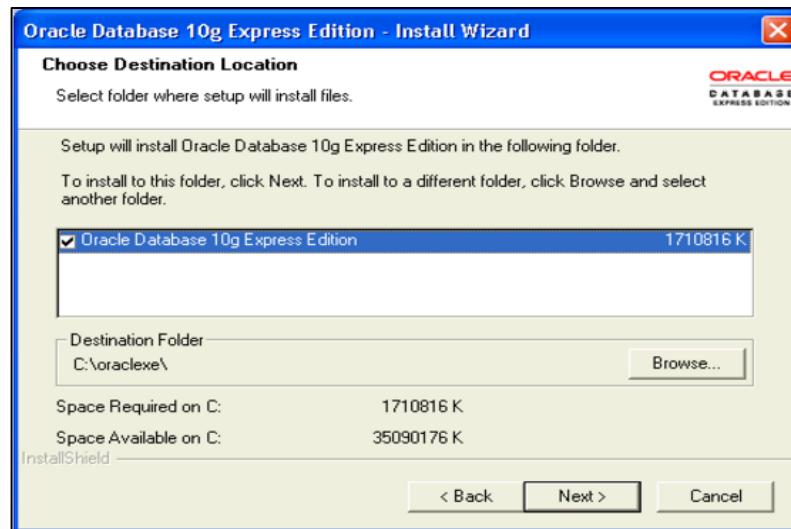 Oracle Database 10g Express Edition - Install Wizard
Choose Destination Location
Select folder where setup will install files.
ORACLE
DATABASE
EXPRESS EDITION
Setup will install Oracle Database 10g Express Edition in the following folder.
To install to this folder, click Next. To install to a different folder, click Browse and select
another folder.
Oracle Database 10g Express Edition 1710816 K
Destination Folder
C:\oraclexe\ Browse...
Space Required on C: 1710816 K
Space Available on C: 35090176 K
InstallShield
< Back Next > Cancel